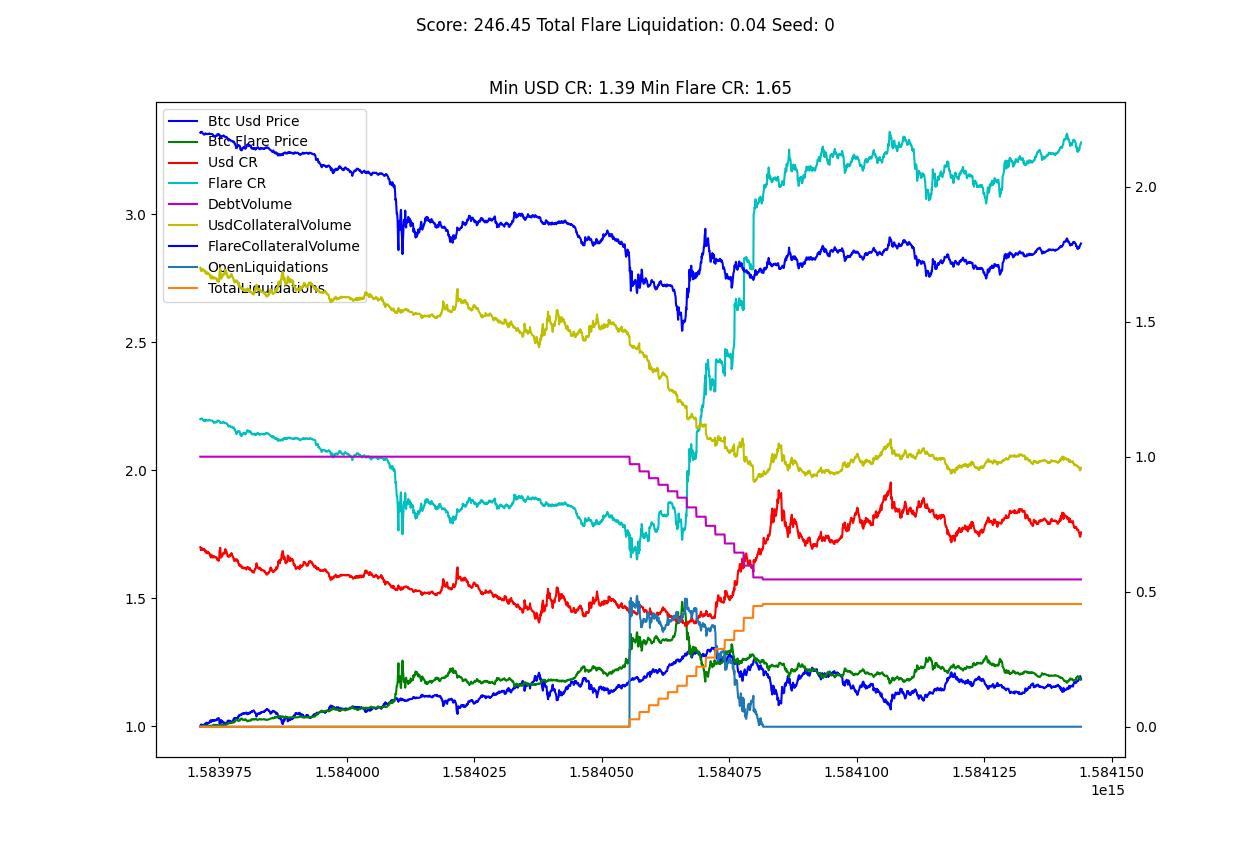 Score: 246.45 Total Flare Liquidation: 0.04 Seed: 0
Min USD CR: 1.39 Min Flare CR: 1.65
Btc Usd Price
Btc Flare Price
Usd CR
Flare CR
DebtVolume
UsdCollateralVolume
FlareCollateralVolume
OpenLiquidations
TotalLiquidations
3.0
2.5
2.0
1.5
1.0
2.0
1.5
1.0
0.5
0.0
1.583975 1.584000 1.584025 1.584050 1.584075 1.584100 1.584125 1.584150
1e15